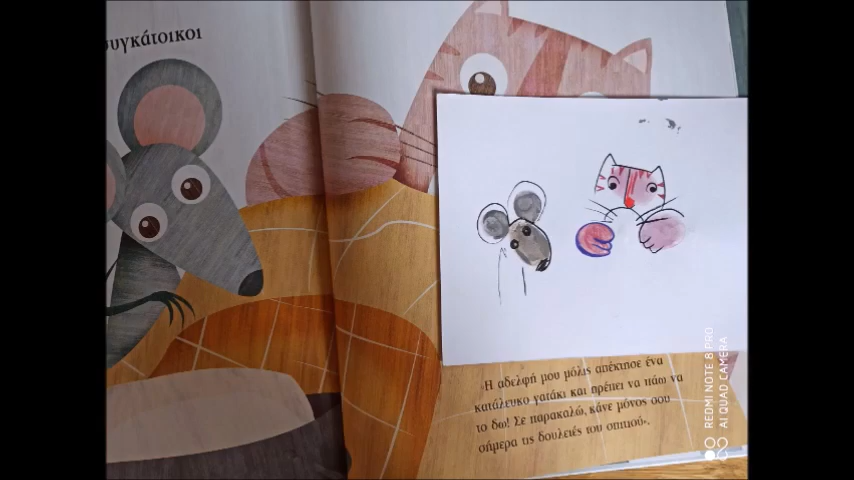 συγκάτοικοι
«Η αδελφή μου μόλις απέκτησε ένα
κατάλευκο γατάκι και πρέπει να πάω να
το δω! Σε παρακαλώ, κάνε μόνος σου
σήμερα τις δουλειές του σπιτιού».
REDMI NOTE 8 PRO
AI QUAD CAMERA